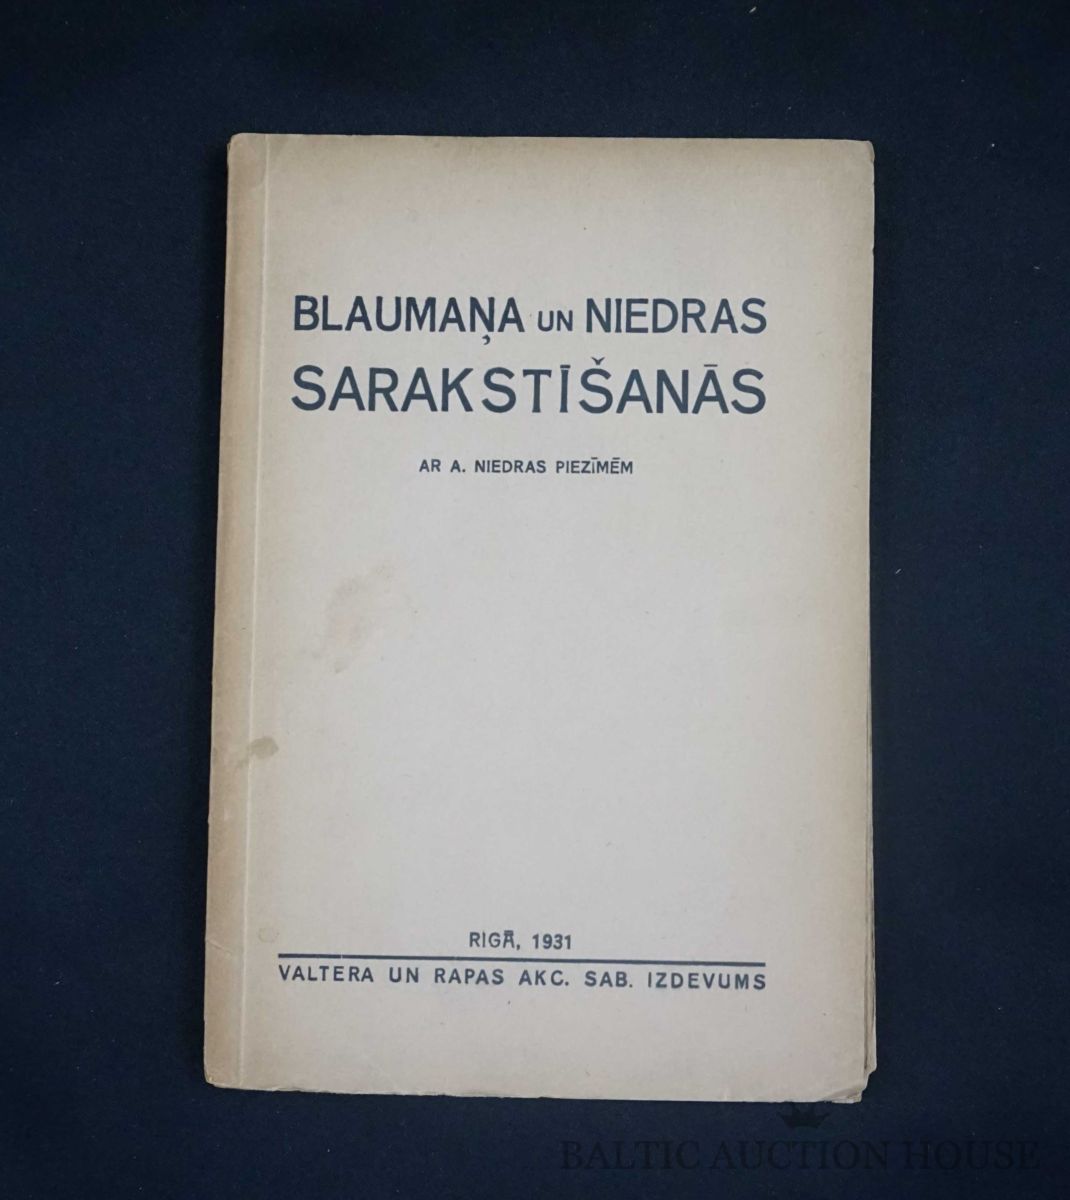 BLAUMAŅA UN NIEDRAS
SARAKSTĪŠANĀS
AR A. NIEDRAS PIEZĪMĒM
RIGĀ, 1931
VALTERA UN RAPAS AKC. SAB. IZDEVUMS
BALTIC AUCTION HOUSE